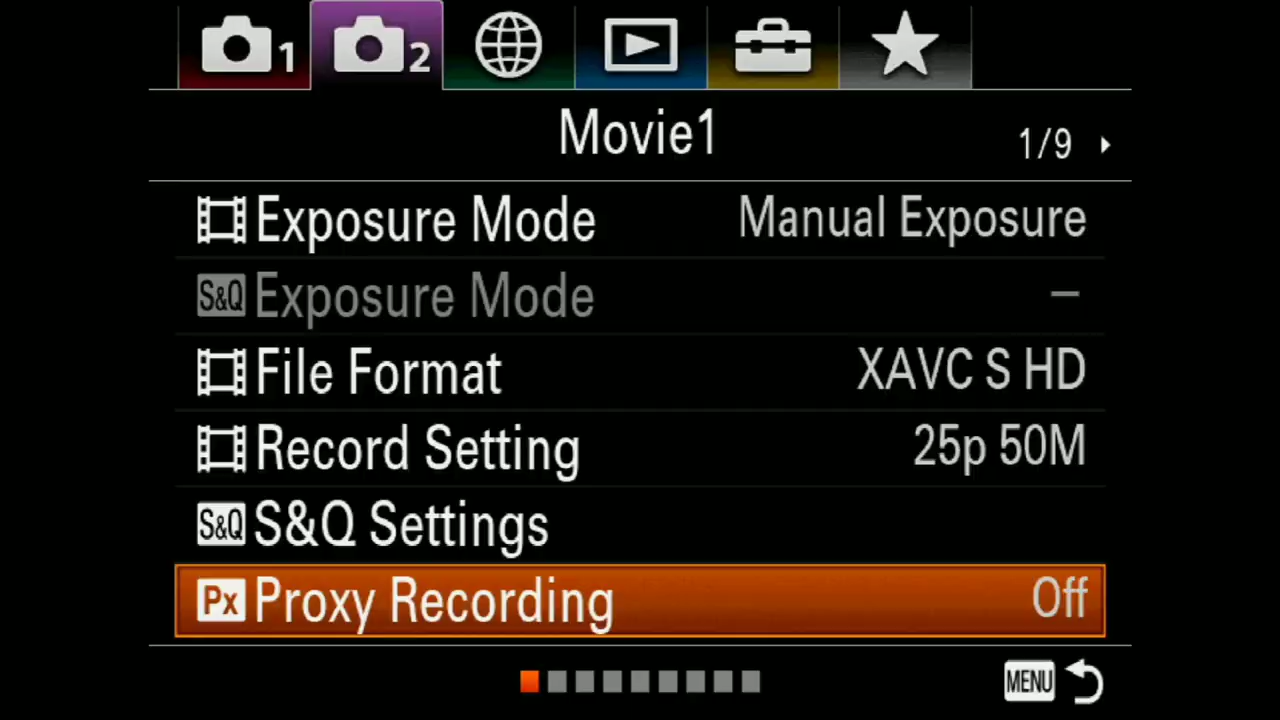 1 2
Movie1 1/9
Exposure Mode Manual Exposure
S&Q Exposure Mode –
File Format XAVC S HD
Record Setting 25p 50M
S&Q S&Q Settings
Px Proxy Recording Off
MENU